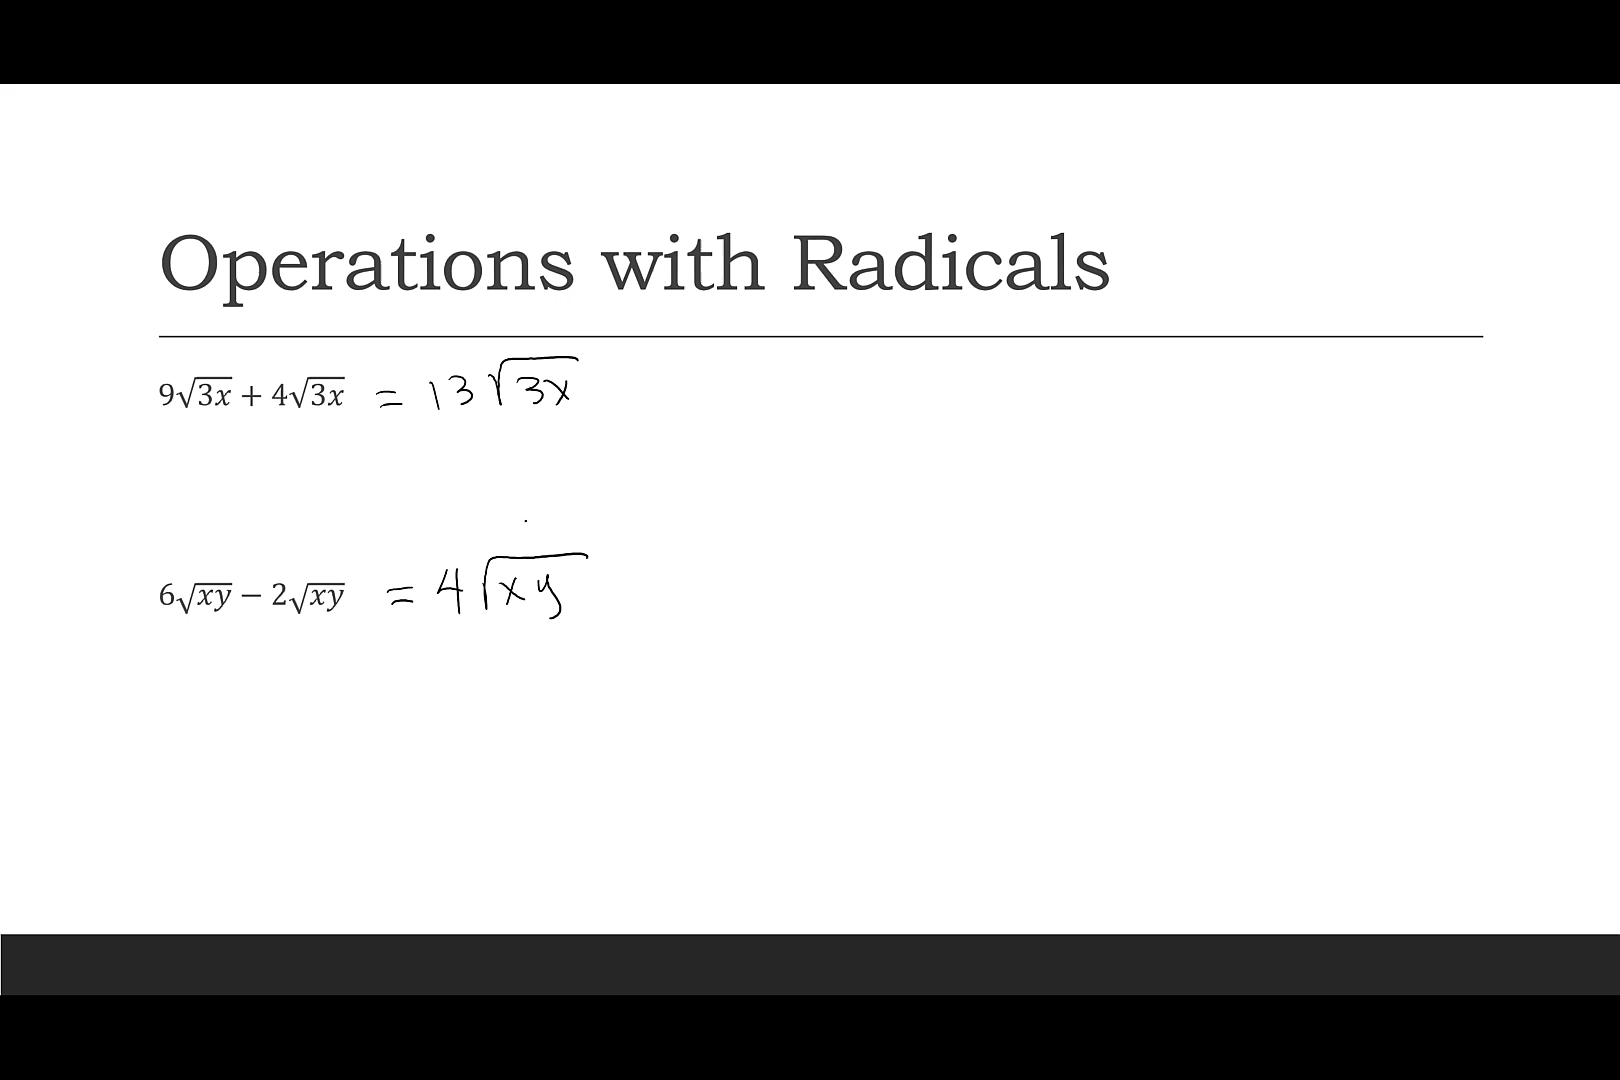 Operations with Radicals
9√3x + 4√3x = 13√3x
6√xy − 2√xy = 4√xy